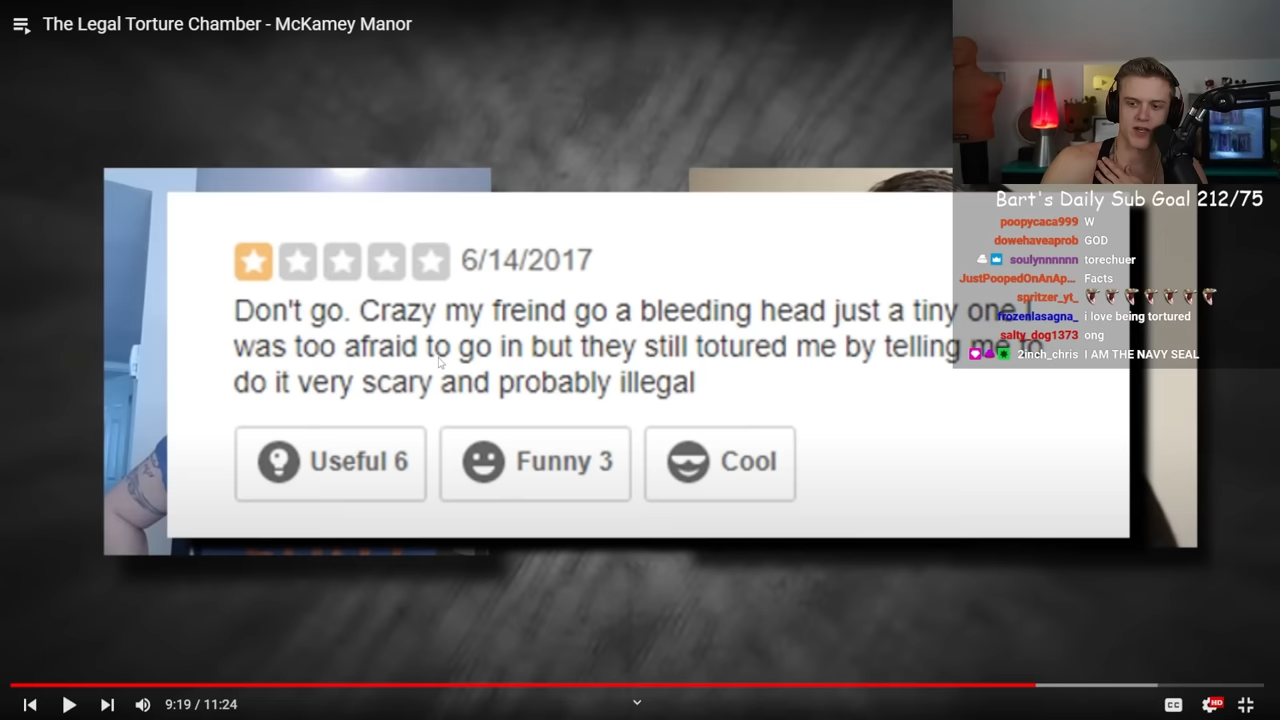 The Legal Torture Chamber - McKamey Manor
6/14/2017
Don't go. Crazy my freind go a bleeding head just a tiny one I
was too afraid to go in but they still totured me by telling me to
do it very scary and probably illegal
Useful 6
Funny 3
Cool
Bart's Daily Sub Goal 212/75
poopycaca999 W
dowehaveaprob GOD
soulynnnnnn torechuer
JustPoopedOnAnAp... Facts
spritzer_yt_
frozenlasagna_ i love being tortured
salty_dog1373 ong
2inch_chris I AM THE NAVY SEAL
9:19 / 11:24
CC
HD